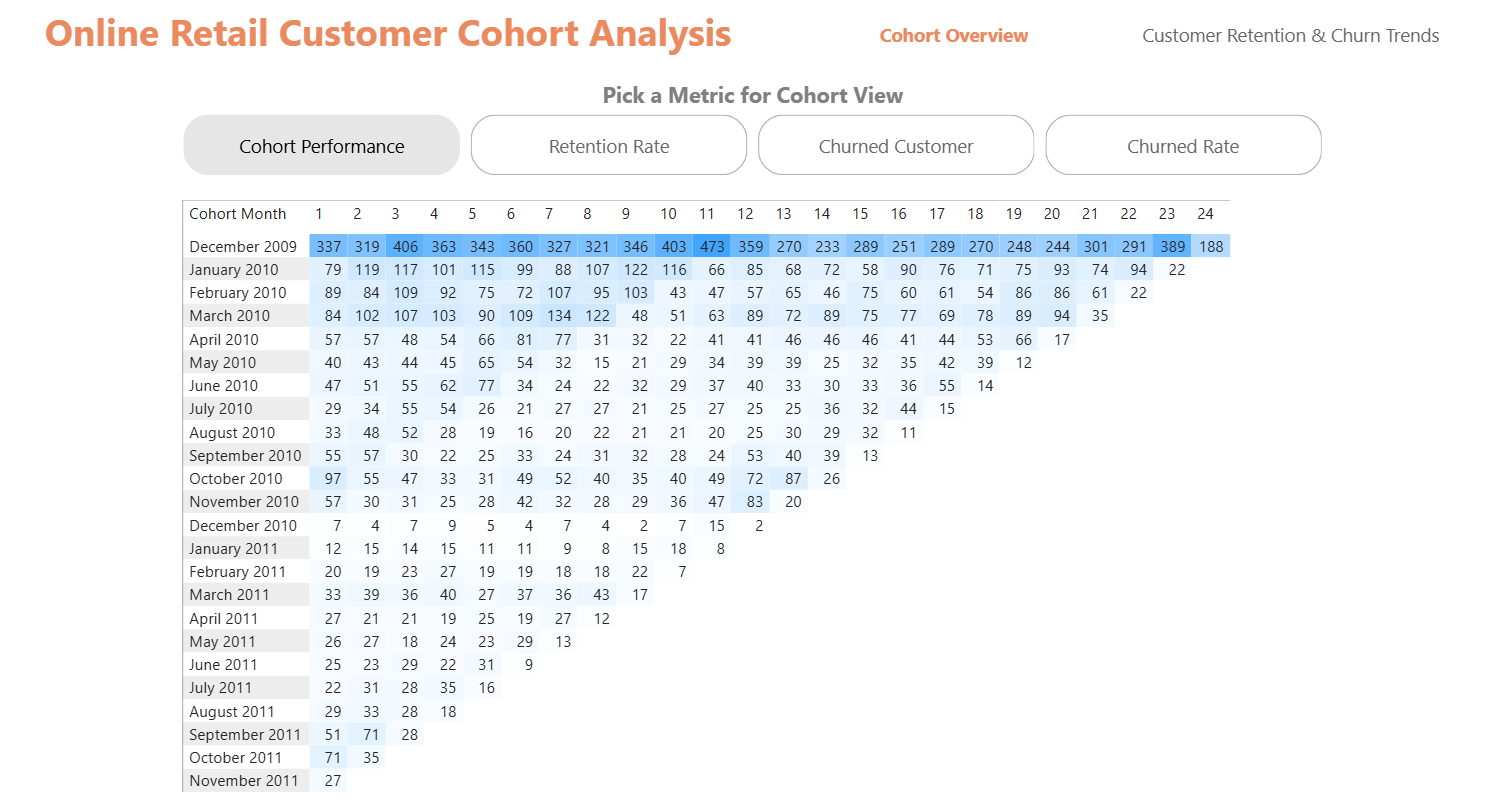 Online Retail Customer Cohort Analysis Cohort Overview Customer Retention & Churn Trends
Pick a Metric for Cohort View
Cohort Performance Retention Rate Churned Customer Churned Rate
Cohort Month 1 2 3 4 5 6 7 8 9 10 11 12 13 14 15 16 17 18 19 20 21 22 23 24
December 2009 337 319 406 363 343 360 327 321 346 403 473 359 270 233 289 251 289 270 248 244 301 291 389 188
January 2010 79 119 117 101 115 99 88 107 122 116 66 85 68 72 58 90 76 71 75 93 74 94 22
February 2010 89 84 109 92 75 72 107 95 103 43 47 57 65 46 75 60 61 54 86 86 61 22
March 2010 84 102 107 103 90 109 134 122 48 51 63 89 72 89 75 77 69 78 89 94 35
April 2010 57 57 48 54 66 81 77 31 32 22 41 41 46 46 46 41 44 53 66 17
May 2010 40 43 44 45 65 54 32 15 21 29 34 39 39 25 32 35 42 39 12
June 2010 47 51 55 62 77 34 24 22 32 29 37 40 33 30 33 36 55 14
July 2010 29 34 55 54 26 21 27 27 21 25 27 25 25 36 32 44 15
August 2010 33 48 52 28 19 16 20 22 21 21 20 25 30 29 32 11
September 2010 55 57 30 22 25 33 24 31 32 28 24 53 40 39 13
October 2010 97 55 47 33 31 49 52 40 35 40 49 72 87 26
November 2010 57 30 31 25 28 42 32 28 29 36 47 83 20
December 2010 7 4 7 9 5 4 7 4 2 7 15 2
January 2011 12 15 14 15 11 11 9 8 15 18 8
February 2011 20 19 23 27 19 19 18 18 22 7
March 2011 33 39 36 40 27 37 36 43 17
April 2011 27 21 21 19 25 19 27 12
May 2011 26 27 18 24 23 29 13
June 2011 25 23 29 22 31 9
July 2011 22 31 28 35 16
August 2011 29 33 28 18
September 2011 51 71 28
October 2011 71 35
November 2011 27